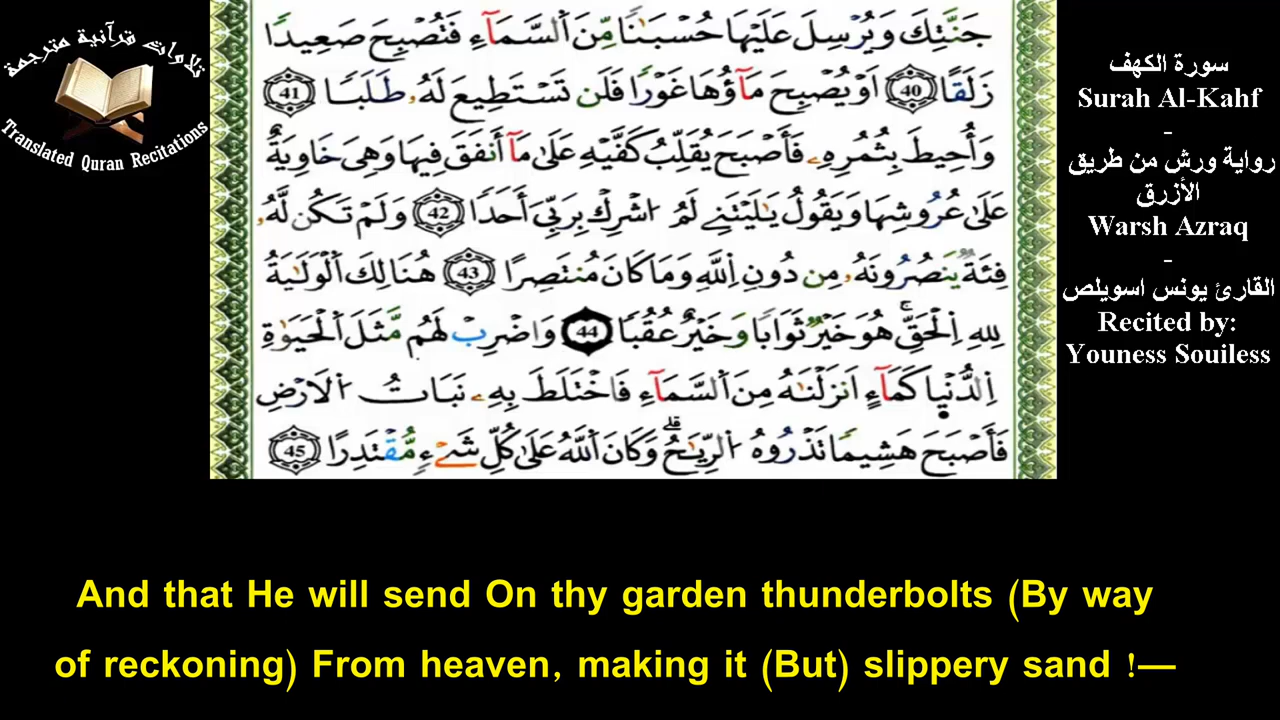 تلاوات قرآنية مترجمة
Translated Quran Recitations
جَنَّتِكَ وَيُرْسِلَ عَلَيْهَا حُسْبَٰنٗا مِّنَ اَ۬لسَّمَآءِ فَتُصْبِحَ صَعِيدٗا
زَلَقًا 40 اَوْ يُصْبِحَ مَآؤُهَا غَوْرٗا فَلَن تَسْتَطِيعَ لَهُۥ طَلَبٗا 41
وَأُحِيطَ بِثُمُرِهِۦ فَأَصْبَحَ يُقَلِّبُ كَفَّيْهِ عَلَىٰ مَآ أَنفَقَ فِيهَا وَهِيَ خَاوِيَةٌ
عَلَىٰ عُرُوشِهَا وَيَقُولُ يَٰلَيْتَنِے لَمُ ا۟شْرِكْ بِرَبِّيَ أَحَدٗا 42 وَلَمْ تَكُن لَّهُۥ
فِئَةٞ يَنصُرُونَهُۥ مِن دُونِ اِ۬للَّهِ وَمَا كَانَ مُنتَصِرًا 43 هُنَالِكَ اَ۬لْوَلَٰيَةُ
لِلهِ اِ۬لْحَقِّۖ هُوَ خَيْرٞ ثَوَابٗا وَخَيْرٌ عُقُبٗا 44 وَاضْرِبْ لَهُم مَّثَلَ اَ۬لْحَيَوٰةِ
اِ۬لدُّنْي۪ا كَمَآءٍ اَنزَلْنَٰهُ مِنَ اَ۬لسَّمَآءِ فَاخْتَلَطَ بِهِۦ نَبَاتُ اُ۬لَارْضِ
فَأَصْبَحَ هَشِيمٗا تَذْرُوهُ اُ۬لرِّيَٰحُۖ وَكَانَ اَ۬للَّهُ عَلَىٰ كُلِّ شَےْءٖ مُّقْتَدِرًا 45
سورة الكهف
Surah Al-Kahf
-
رواية ورش من طريق
الأزرق
Warsh Azraq
-
القارئ يونس اسويلص
Recited by:
Youness Souiless
And that He will send On thy garden thunderbolts (By way
of reckoning) From heaven, making it (But) slippery sand !—